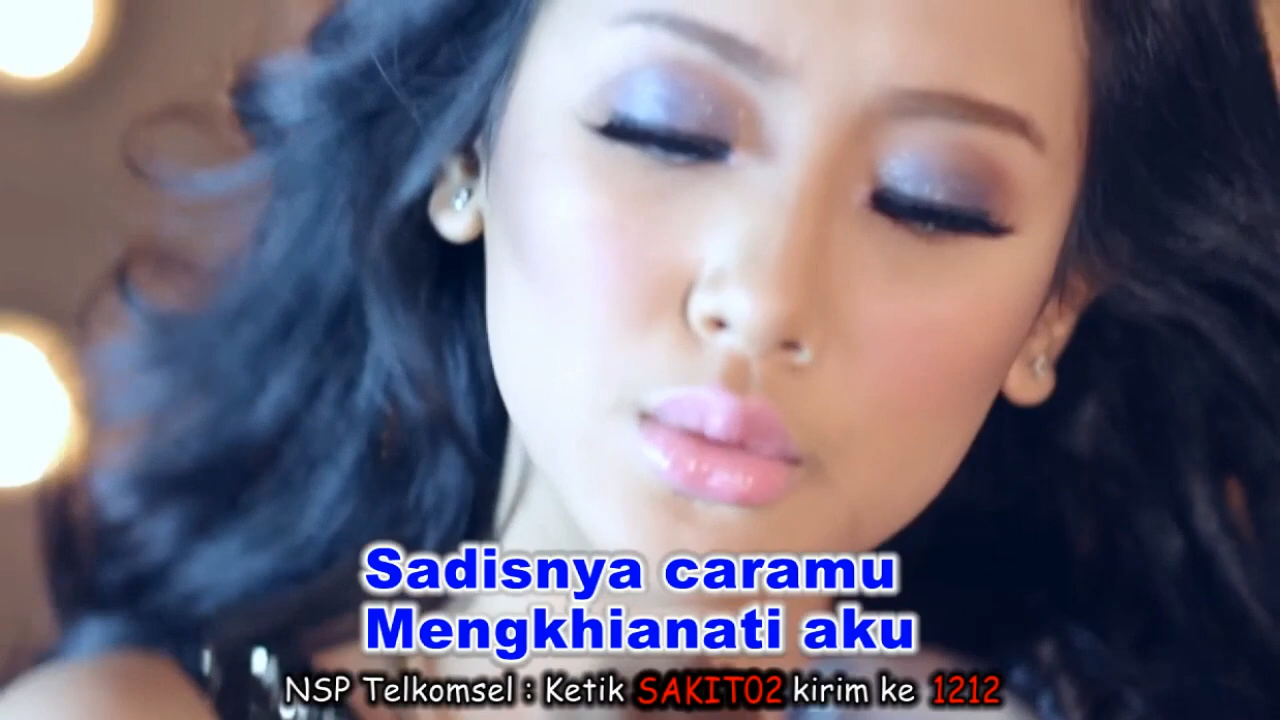 Sadisnya caramu
Mengkhianati aku
NSP Telkomsel : Ketik SAKIT02 kirim ke 1212